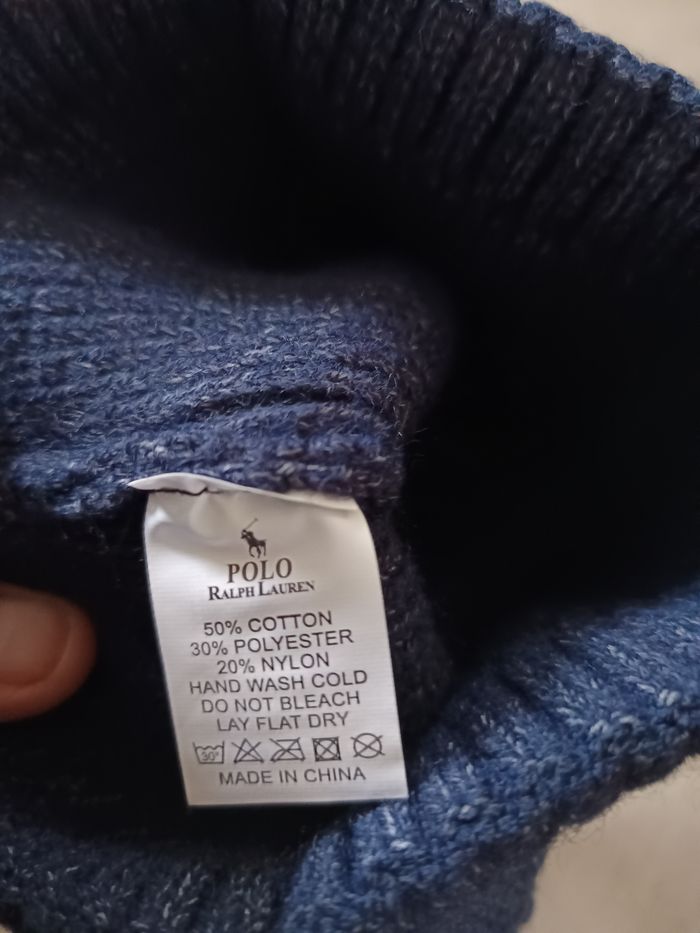 POLO
RALPH LAUREN
50% COTTON
30% POLYESTER
20% NYLON
HAND WASH COLD
DO NOT BLEACH
LAY FLAT DRY
30°
MADE IN CHINA